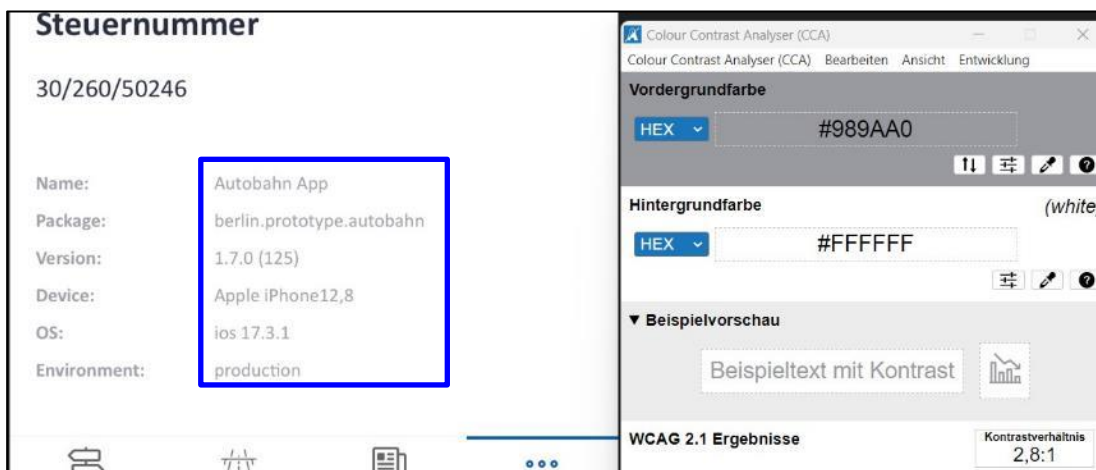 Steuernummer
30/260/50246
Name: Autobahn App
Package: berlin.prototype.autobahn
Version: 1.7.0 (125)
Device: Apple iPhone12,8
OS: ios 17.3.1
Environment: production
Colour Contrast Analyser (CCA)
Colour Contrast Analyser (CCA) Bearbeiten Ansicht Entwicklung
Vordergrundfarbe
HEX #989AA0
Hintergrundfarbe (white)
HEX #FFFFFF
▼ Beispielvorschau
Beispieltext mit Kontrast
WCAG 2.1 Ergebnisse
Kontrastverhältnis
2,8:1